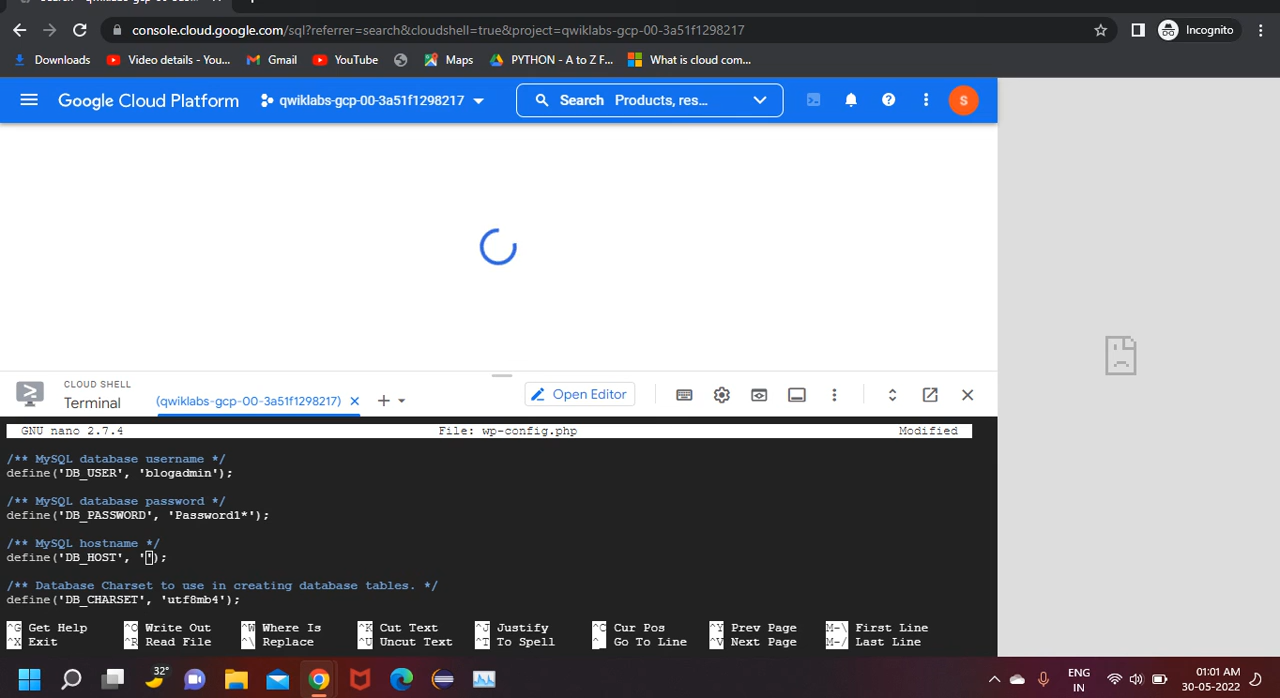 console.cloud.google.com/sql?referrer=search&cloudshell=true&project=qwiklabs-gcp-00-3a51f1298217
Incognito
Downloads Video details - You... Gmail YouTube Maps PYTHON - A to Z F... What is cloud com...
Google Cloud Platform qwiklabs-gcp-00-3a51f1298217 Search Products, res... S
CLOUD SHELL
Terminal (qwiklabs-gcp-00-3a51f1298217) Open Editor
GNU nano 2.7.4 File: wp-config.php Modified
/** MySQL database username */
define('DB_USER', 'blogadmin');
/** MySQL database password */
define('DB_PASSWORD', 'Password1*');
/** MySQL hostname */
define('DB_HOST', '');
/** Database Charset to use in creating database tables. */
define('DB_CHARSET', 'utf8mb4');
^G Get Help ^O Write Out ^W Where Is ^K Cut Text ^J Justify ^C Cur Pos ^Y Prev Page M-\ First Line
^X Exit ^R Read File ^\ Replace ^U Uncut Text ^T To Spell ^_ Go To Line ^V Next Page M-/ Last Line
32°
ENG
IN
01:01 AM
30-05-2022